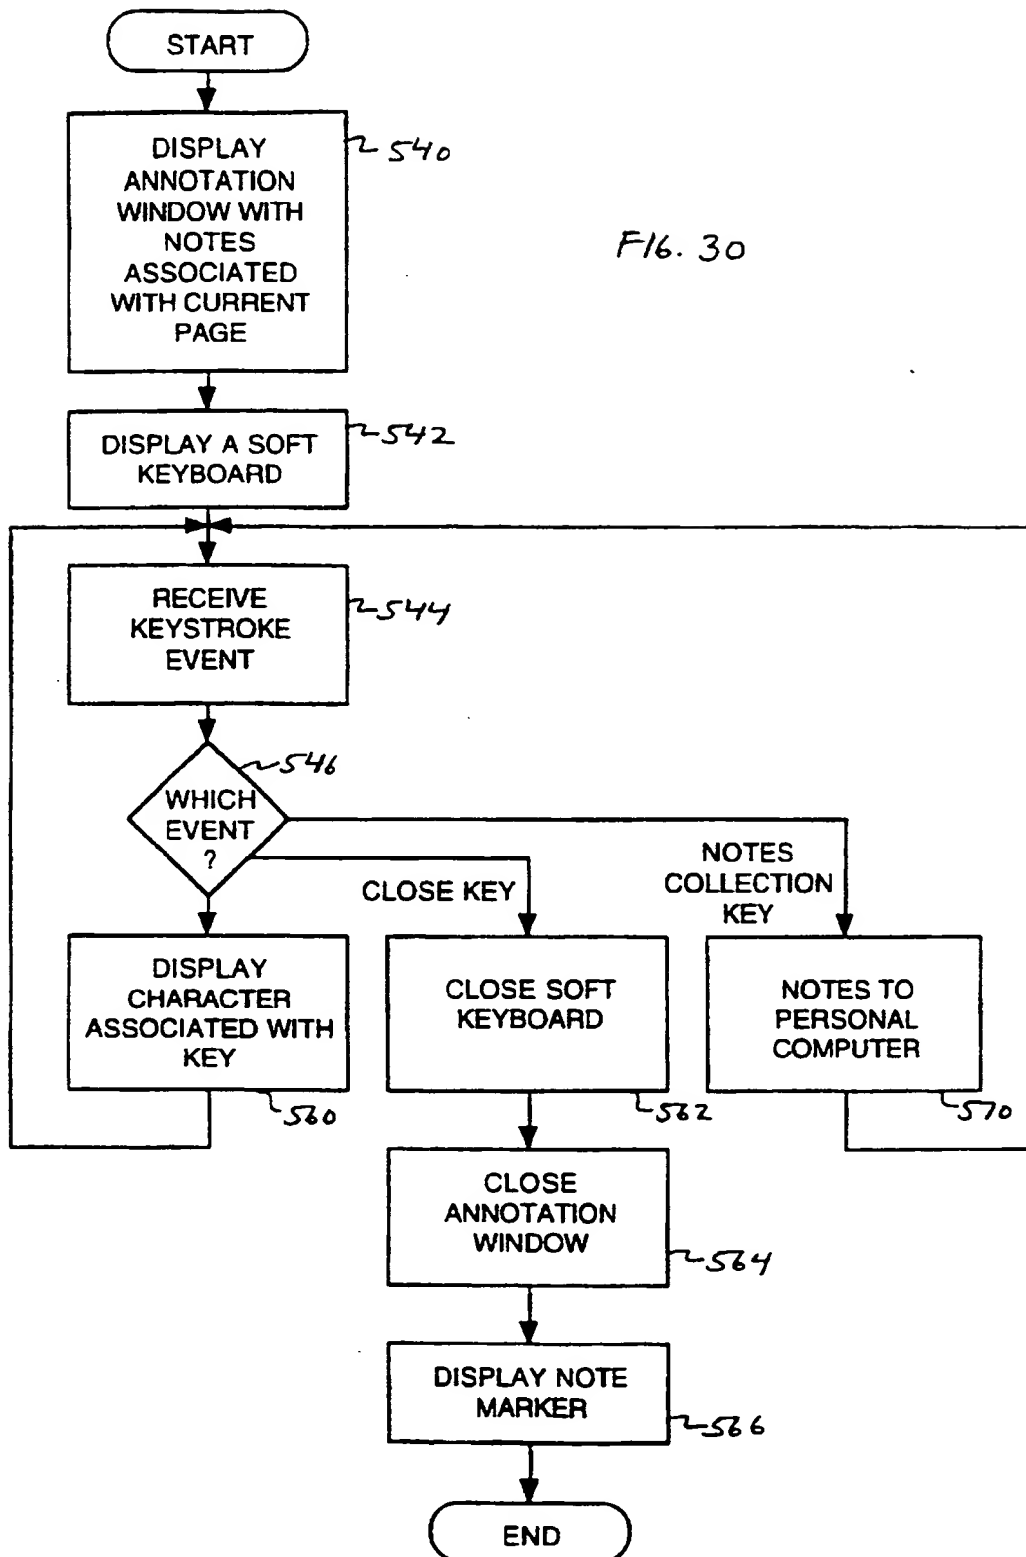 START
DISPLAY
ANNOTATION
WINDOW WITH
NOTES
ASSOCIATED
WITH CURRENT
PAGE
540
FIG. 30
DISPLAY A SOFT
KEYBOARD
542
RECEIVE
KEYSTROKE
EVENT
544
WHICH
EVENT
?
546
CLOSE KEY
NOTES
COLLECTION
KEY
DISPLAY
CHARACTER
ASSOCIATED WITH
KEY
560
CLOSE SOFT
KEYBOARD
562
NOTES TO
PERSONAL
COMPUTER
570
CLOSE
ANNOTATION
WINDOW
564
DISPLAY NOTE
MARKER
566
END